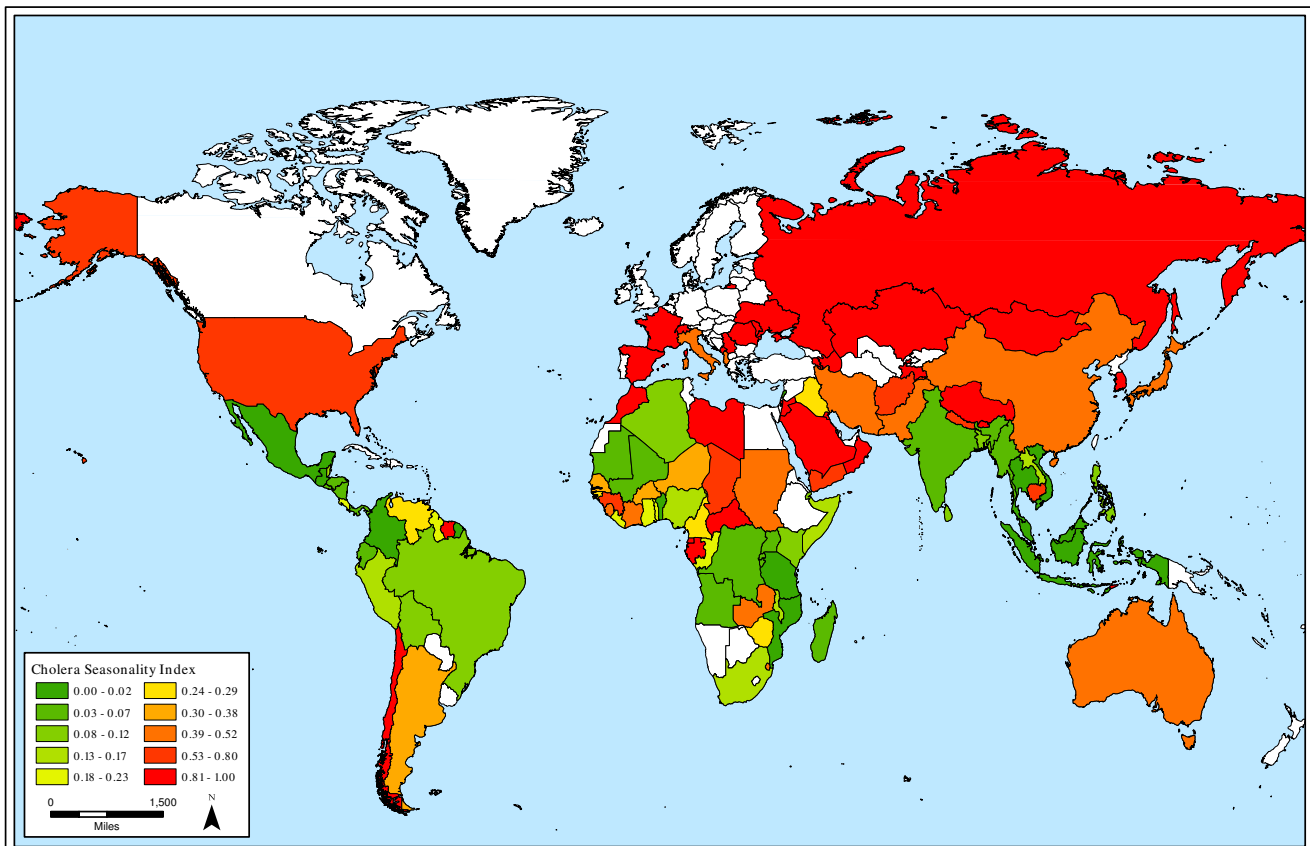 Cholera Seasonality Index
0.00 - 0.02
0.03 - 0.07
0.08 - 0.12
0.13 - 0.17
0.18 - 0.23
0.24 - 0.29
0.30 - 0.38
0.39 - 0.52
0.53 - 0.80
0.81 - 1.00
0 1,500
Miles
N